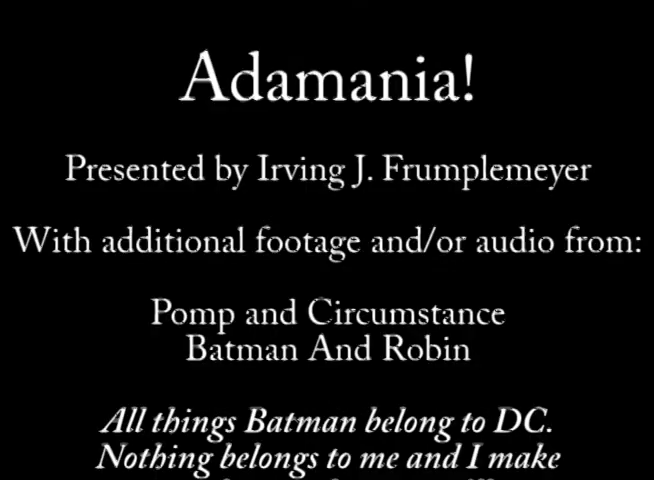 Adamania!
Presented by Irving J. Frumplemeyer
With additional footage and/or audio from:
Pomp and Circumstance
Batman And Robin
All things Batman belong to DC.
Nothing belongs to me and I make